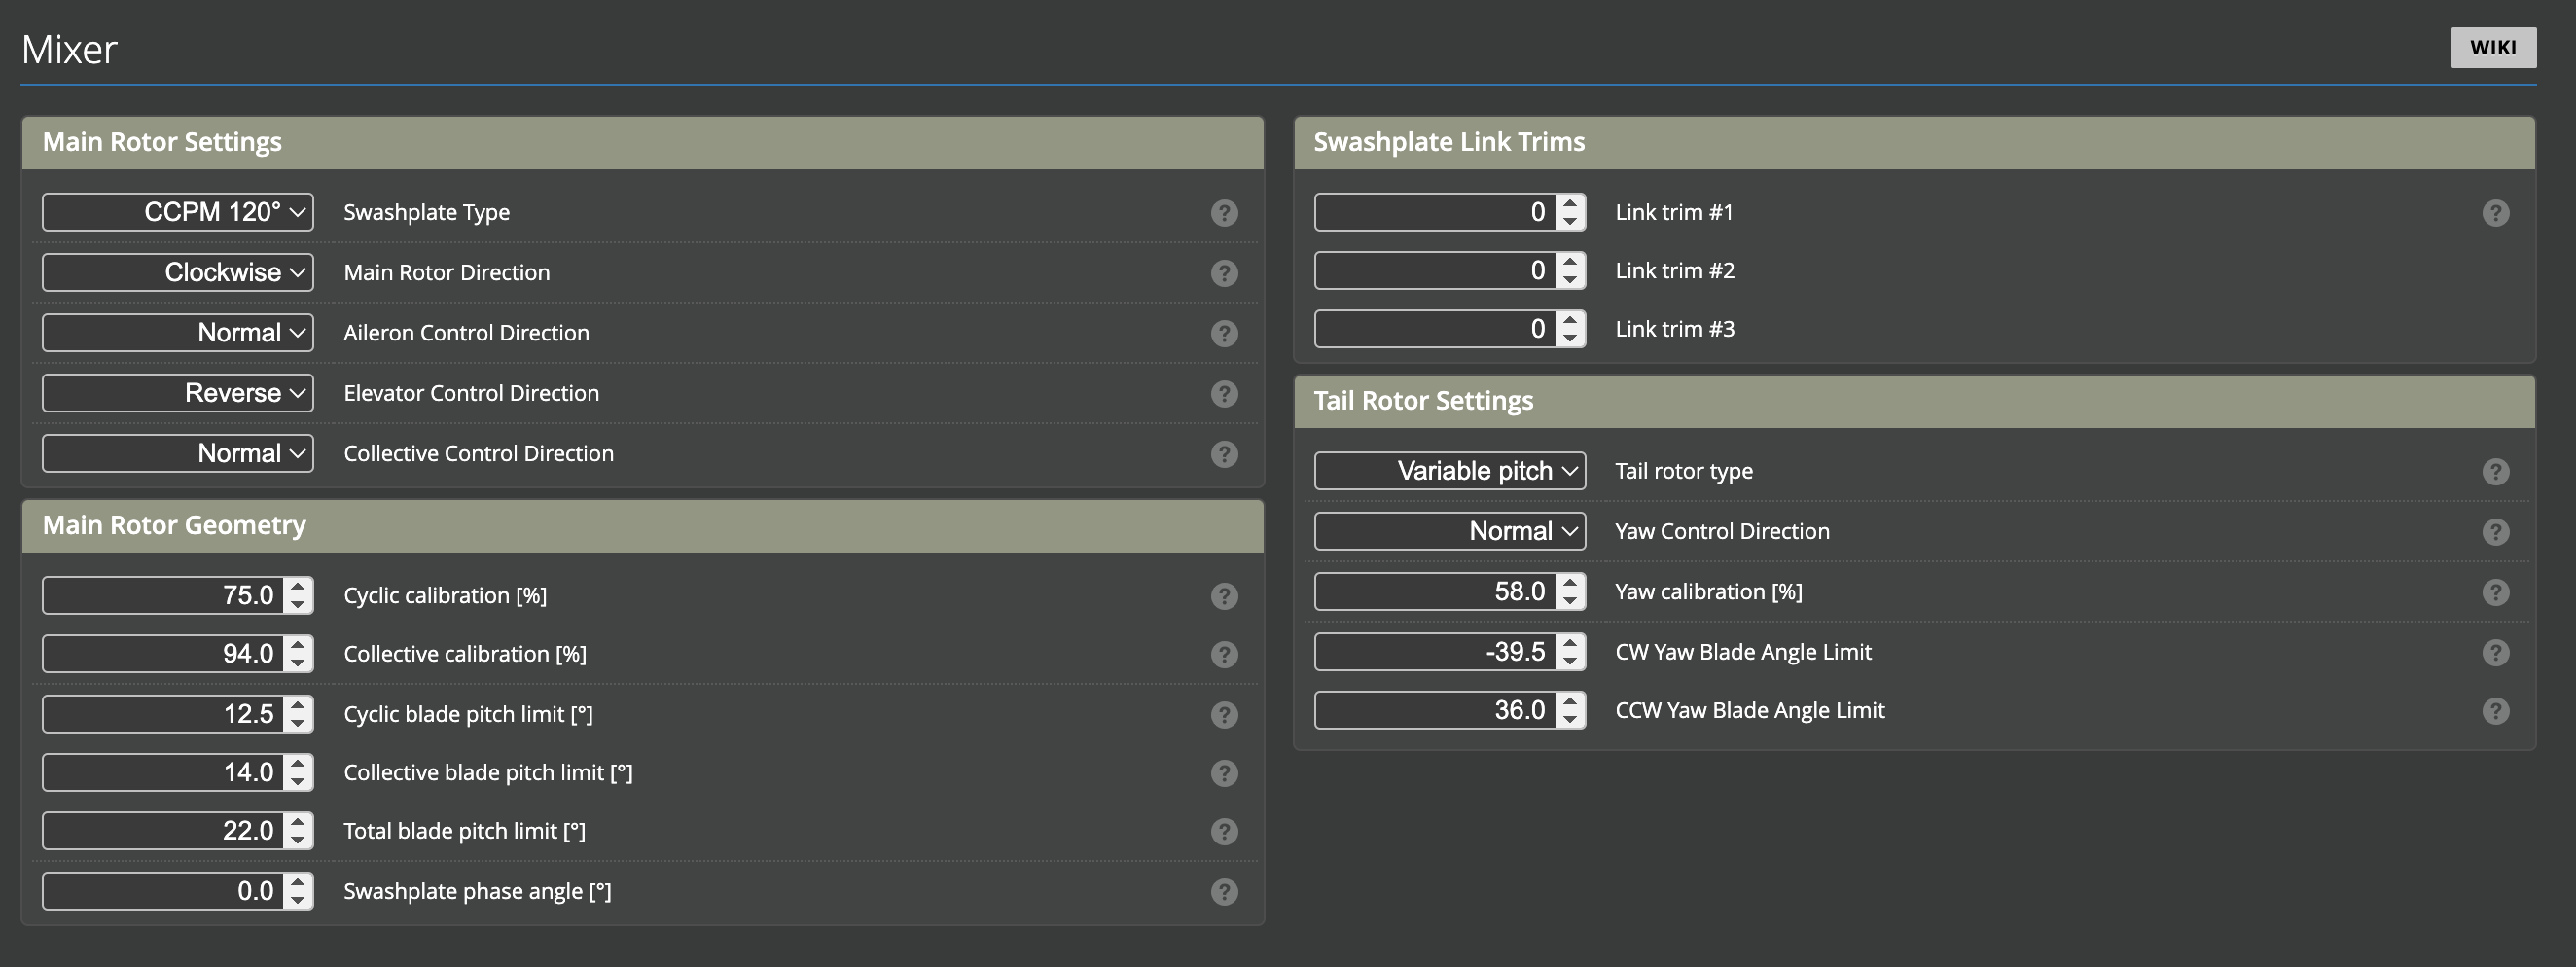 Mixer
WIKI
Main Rotor Settings
CCPM 120° Swashplate Type ?
Clockwise Main Rotor Direction ?
Normal Aileron Control Direction ?
Reverse Elevator Control Direction ?
Normal Collective Control Direction ?
Main Rotor Geometry
75.0 Cyclic calibration [%] ?
94.0 Collective calibration [%] ?
12.5 Cyclic blade pitch limit [°] ?
14.0 Collective blade pitch limit [°] ?
22.0 Total blade pitch limit [°] ?
0.0 Swashplate phase angle [°] ?
Swashplate Link Trims
0 Link trim #1 ?
0 Link trim #2
0 Link trim #3
Tail Rotor Settings
Variable pitch Tail rotor type ?
Normal Yaw Control Direction ?
58.0 Yaw calibration [%] ?
-39.5 CW Yaw Blade Angle Limit ?
36.0 CCW Yaw Blade Angle Limit ?